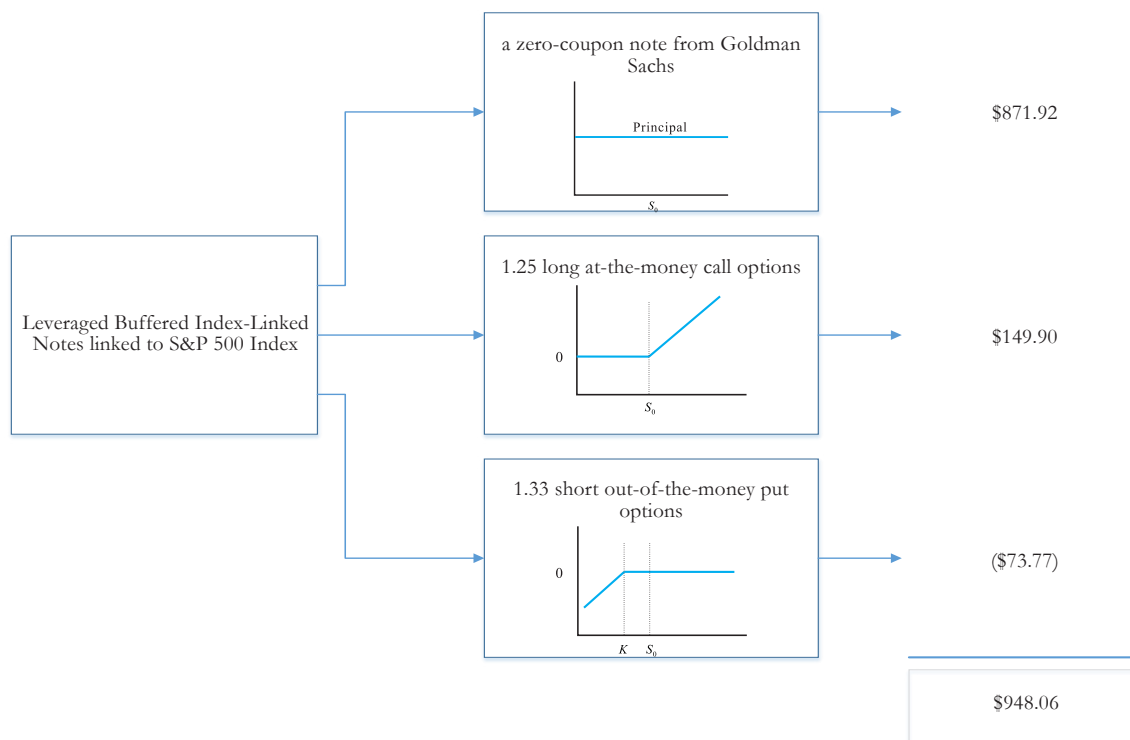 a zero-coupon note from Goldman
Sachs
Principal
S₀
$871.92
Leveraged Buffered Index-Linked
Notes linked to S&P 500 Index
1.25 long at-the-money call options
0
S₀
$149.90
1.33 short out-of-the-money put
options
0
K S₀
($73.77)
$948.06